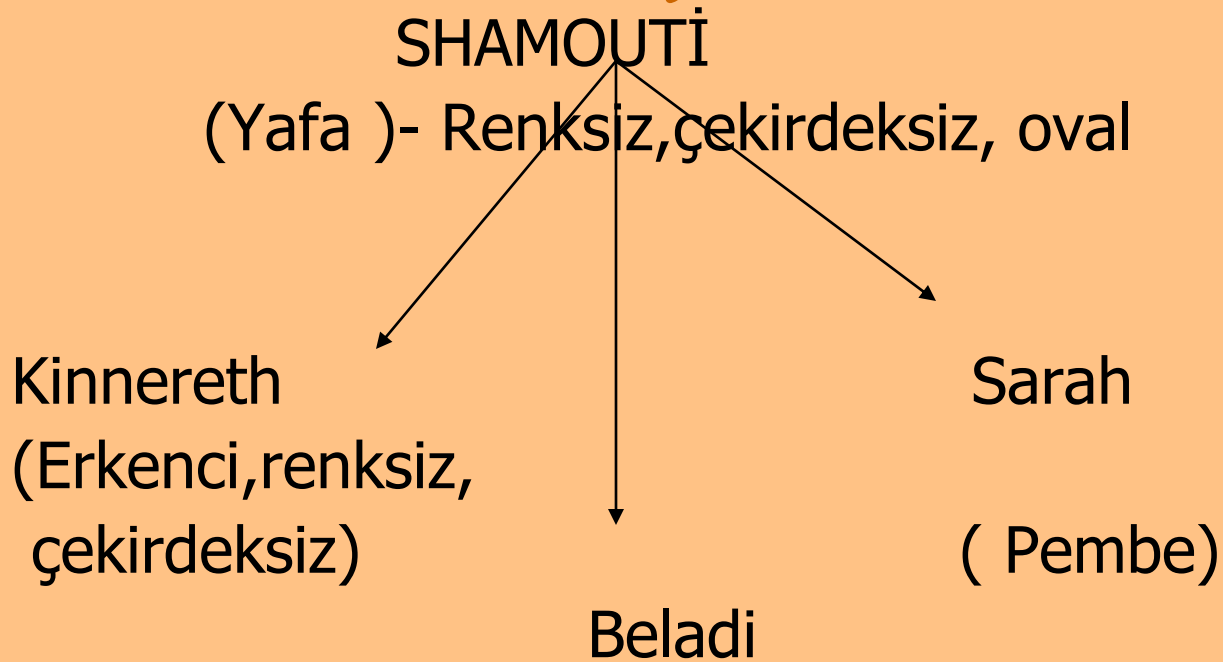 SHAMOUTİ
(Yafa )- Renksiz,çekirdeksiz, oval
Kinnereth Sarah
(Erkenci,renksiz,
çekirdeksiz) ( Pembe)
Beladi